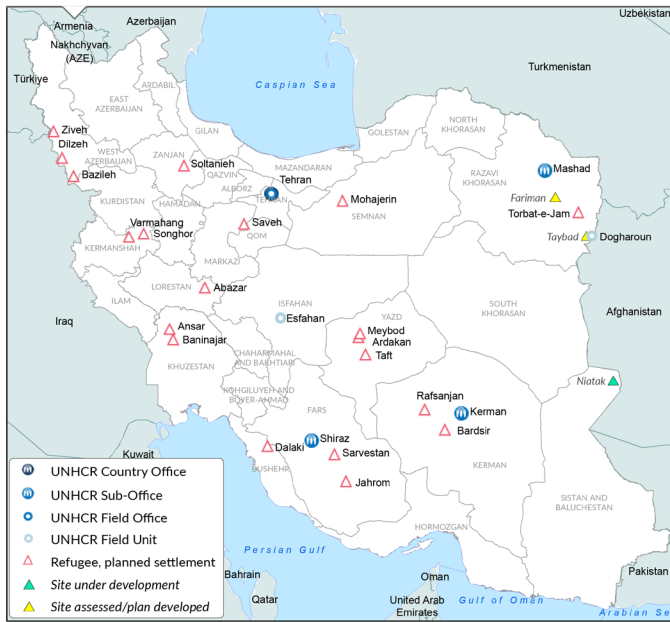 Uzbekistan
Armenia
Azerbaijan
Nakhchyvan
(AZE)
Türkiye
Turkmenistan
Caspian Sea
ARDABIL
EAST
AZERBAIJAN
NORTH
KHORASAN
GILAN
GOLESTAN
Ziveh
Dilzeh
WEST
AZERBAIJAN
ZANJAN
Soltanieh
QAZVIN
MAZANDARAN
RAZAVI
KHORASAN
Mashad
Bazileh
ALBORZ
Tehran
TEHRAN
KURDISTAN
HAMADAN
Mohajerin
SEMNAN
Fariman
Torbat-e-Jam
Varmahang
Songhor
Saveh
QOM
Taybad
Dogharoun
KERMANSHAH
MARKAZI
LORESTAN
Abazar
ILAM
ISFAHAN
Esfahan
YAZD
SOUTH
KHORASAN
Afghanistan
Iraq
Ansar
Baninajar
Meybod
Ardakan
Taft
KHUZESTAN
CHAHARMAHAL
AND BAKHTIARI
Niatak
KOHGILUYEH AND
BOYER-AHMAD
FARS
Rafsanjan
Kerman
Bardsir
Shiraz
Dalaki
Sarvestan
Kuwait
BUSHEHR
KERMAN
Jahrom
SISTAN AND
BALUCHESTAN
HORMOZGAN
UNHCR Country Office
UNHCR Sub-Office
UNHCR Field Office
UNHCR Field Unit
Refugee, planned settlement
Site under development
Site assessed/plan developed
Persian Gulf
Bahrain
Qatar
Oman
United Arab
Emirates
Gulf of Oman
Pakistan
Arabian Se